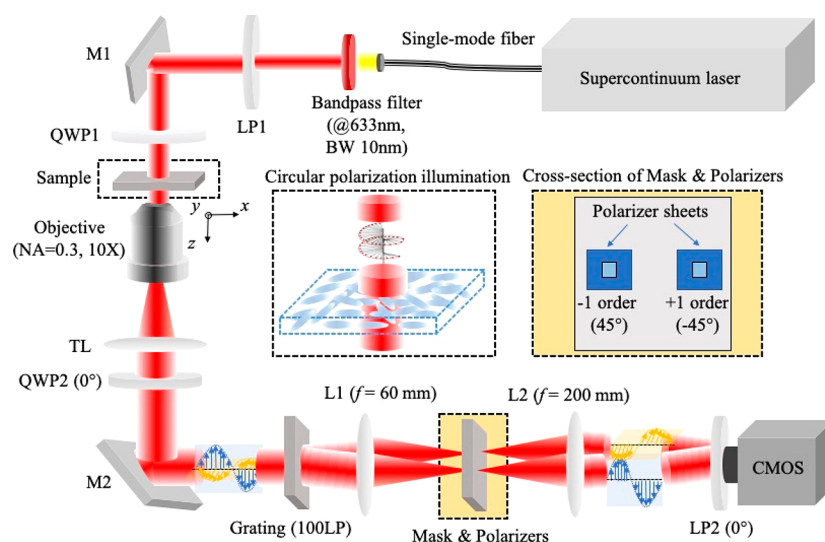 M1
Single-mode fiber
Supercontinuum laser
LP1
Bandpass filter
(@633nm,
BW 10nm)
QWP1
Sample
Circular polarization illumination
Cross-section of Mask & Polarizers
Objective
(NA=0.3, 10X)
y
x
z
Polarizer sheets
-1 order
(45°)
+1 order
(-45°)
TL
QWP2 (0°)
L1 (f = 60 mm)
L2 (f = 200 mm)
M2
CMOS
Grating (100LP)
Mask & Polarizers
LP2 (0°)